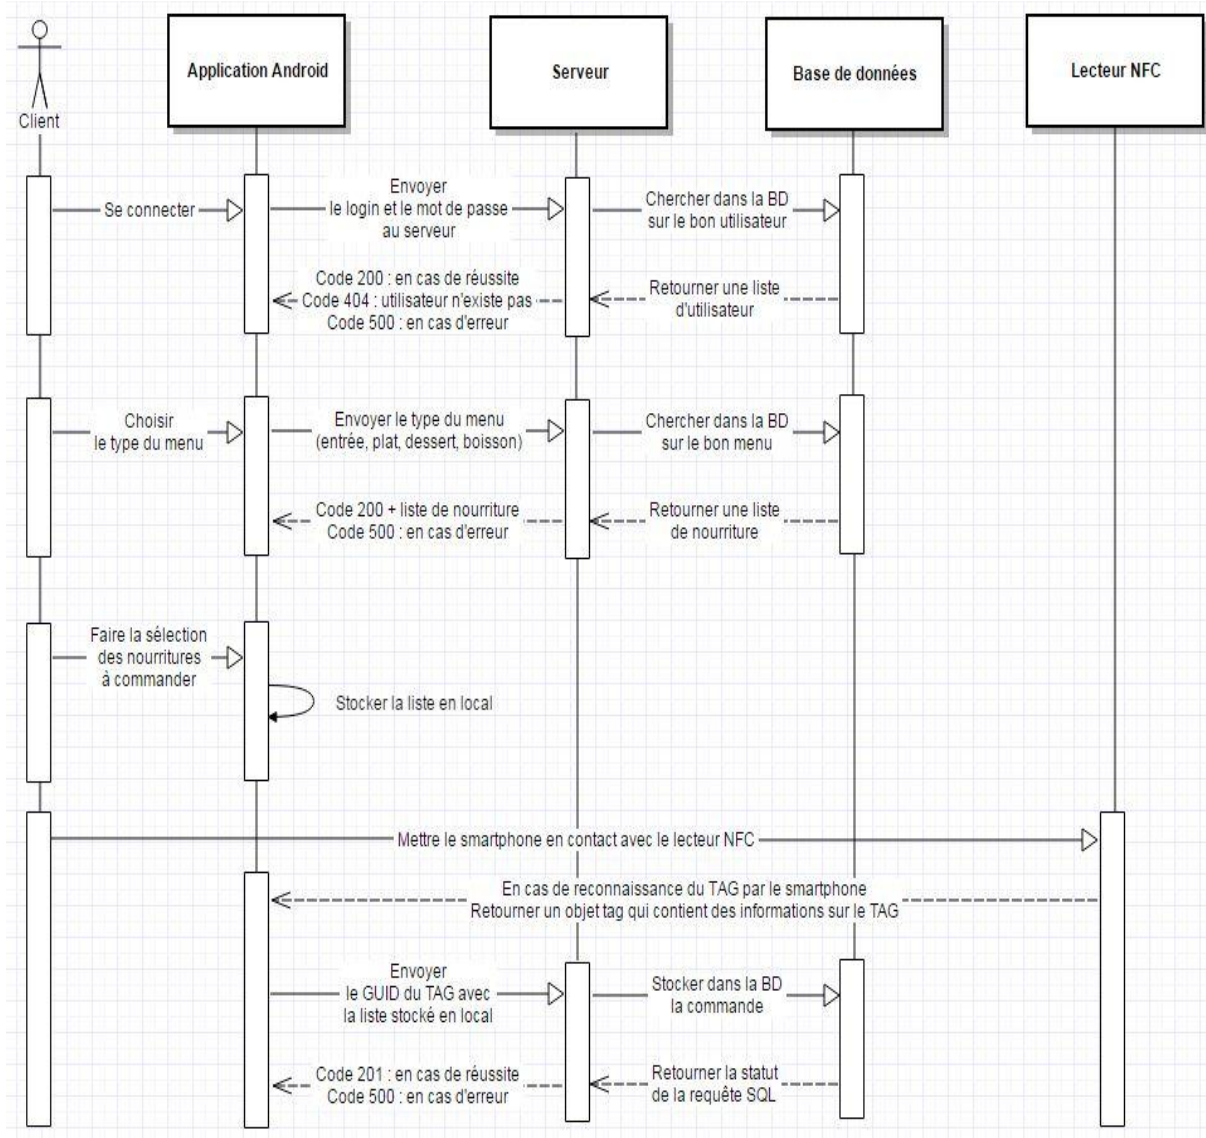 Client
Application Android
Serveur
Base de données
Lecteur NFC
Se connecter
Envoyer
le login et le mot de passe
au serveur
Chercher dans la BD
sur le bon utilisateur
Code 200 : en cas de réussite
Code 404 : utilisateur n'existe pas
Code 500 : en cas d'erreur
Retourner une liste
d'utilisateur
Choisir
le type du menu
Envoyer le type du menu
(entrée, plat, dessert, boisson)
Chercher dans la BD
sur le bon menu
Code 200 + liste de nourriture
Code 500 : en cas d'erreur
Retourner une liste
de nourriture
Faire la sélection
des nourritures
à commander
Stocker la liste en local
Mettre le smartphone en contact avec le lecteur NFC
En cas de reconnaissance du TAG par le smartphone
Retourner un objet tag qui contient des informations sur le TAG
Envoyer
le GUID du TAG avec
la liste stocké en local
Stocker dans la BD
la commande
Code 201 : en cas de réussite
Code 500 : en cas d'erreur
Retourner la statut
de la requête SQL